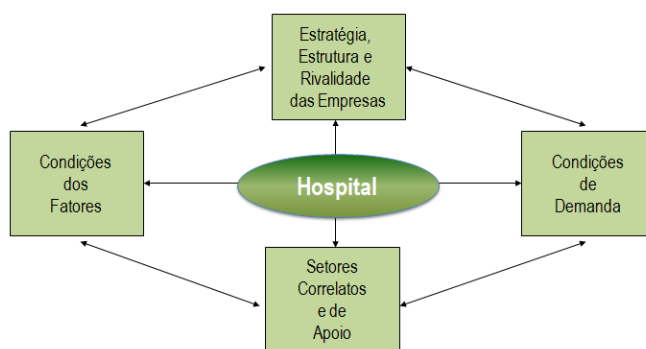 Estratégia,
Estrutura e
Rivalidade
das Empresas
Condições
dos
Fatores
Hospital
Condições
de
Demanda
Setores
Correlatos
e de
Apoio